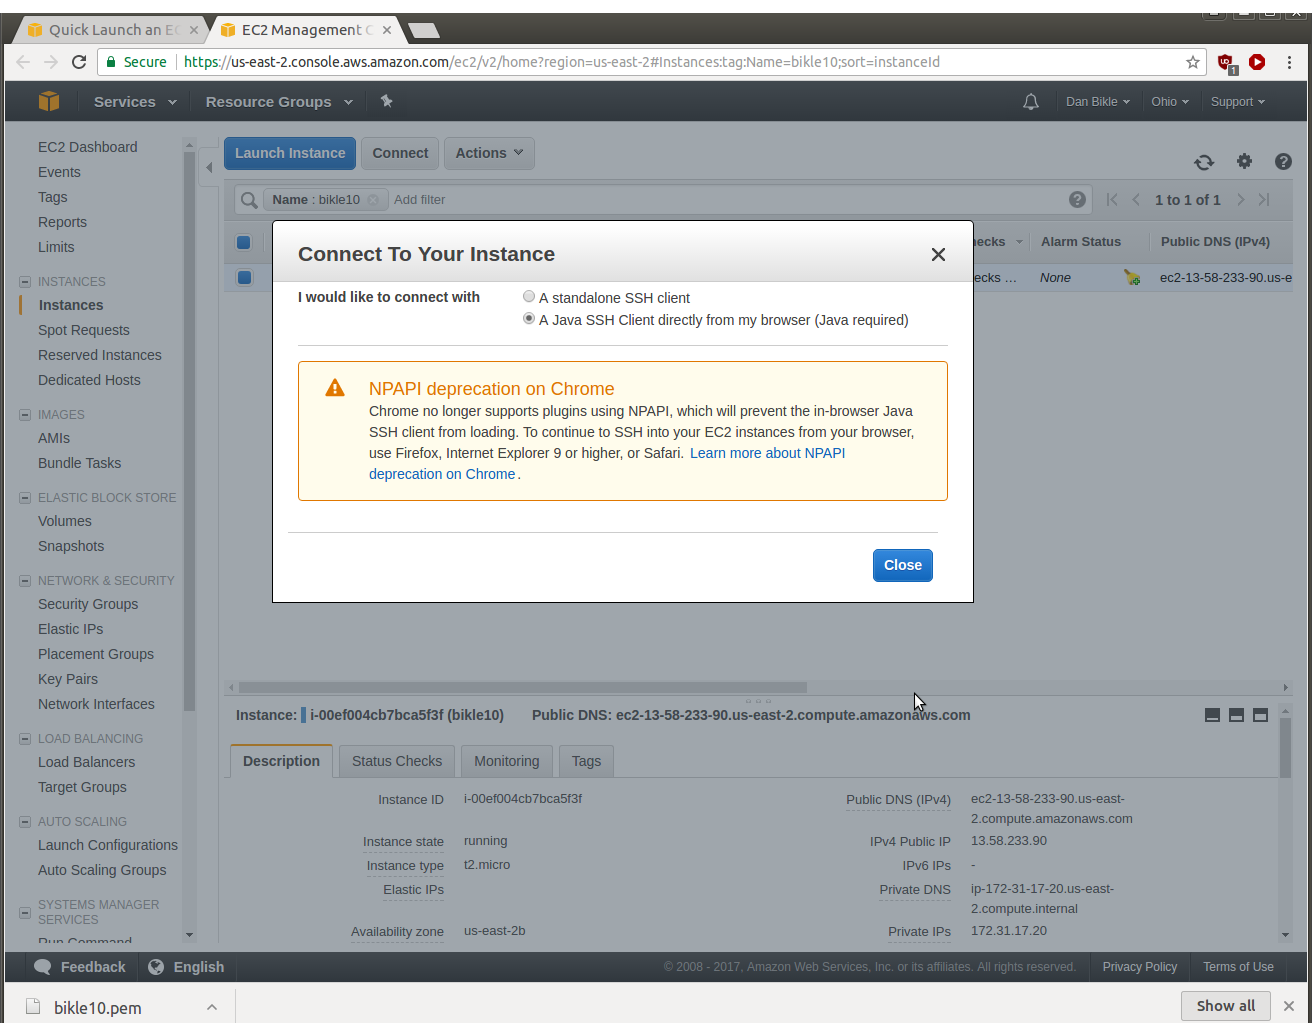 Quick Launch an EC
EC2 Management C
Secure
https://us-east-2.console.aws.amazon.com/ec2/v2/home?region=us-east-2#Instances:tag:Name=bikle10;sort=instanceId
1
Services
Resource Groups
Dan Bikle
Ohio
Support
EC2 Dashboard
Events
Tags
Reports
Limits
INSTANCES
Instances
Spot Requests
Reserved Instances
Dedicated Hosts
IMAGES
AMIs
Bundle Tasks
ELASTIC BLOCK STORE
Volumes
Snapshots
NETWORK & SECURITY
Security Groups
Elastic IPs
Placement Groups
Key Pairs
Network Interfaces
LOAD BALANCING
Load Balancers
Target Groups
AUTO SCALING
Launch Configurations
Auto Scaling Groups
SYSTEMS MANAGER
SERVICES
Run Command
Launch Instance
Connect
Actions
Name : bikle10
Add filter
1 to 1 of 1
hecks
Alarm Status
Public DNS (IPv4)
ecks ...
None
ec2-13-58-233-90.us-e
Connect To Your Instance
I would like to connect with
A standalone SSH client
A Java SSH Client directly from my browser (Java required)
NPAPI deprecation on Chrome
Chrome no longer supports plugins using NPAPI, which will prevent the in-browser Java
SSH client from loading. To continue to SSH into your EC2 instances from your browser,
use Firefox, Internet Explorer 9 or higher, or Safari. Learn more about NPAPI
deprecation on Chrome.
Close
Instance: i-00ef004cb7bca5f3f (bikle10)
Public DNS: ec2-13-58-233-90.us-east-2.compute.amazonaws.com
Description
Status Checks
Monitoring
Tags
Instance ID
i-00ef004cb7bca5f3f
Instance state
running
Instance type
t2.micro
Elastic IPs
Availability zone
us-east-2b
Public DNS (IPv4)
ec2-13-58-233-90.us-east-
2.compute.amazonaws.com
IPv4 Public IP
13.58.233.90
IPv6 IPs
-
Private DNS
ip-172-31-17-20.us-east-
2.compute.internal
Private IPs
172.31.17.20
Feedback
English
© 2008 - 2017, Amazon Web Services, Inc. or its affiliates. All rights reserved.
Privacy Policy
Terms of Use
bikle10.pem
Show all